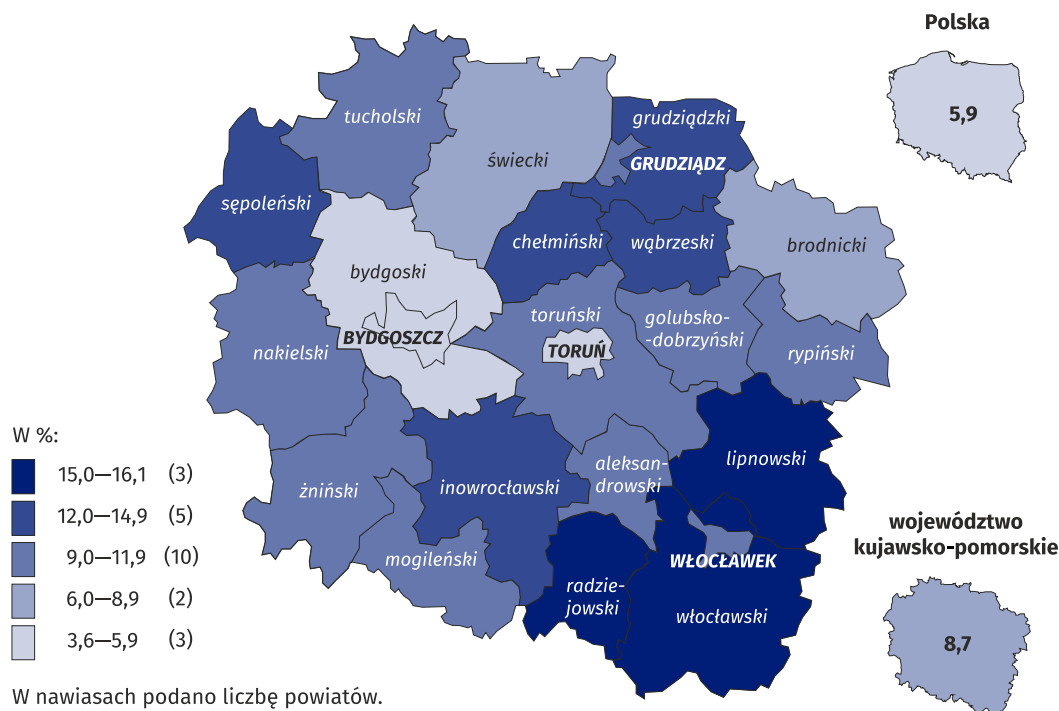 Polska
5,9
tucholski
grudziądzki
świecki
GRUDZIĄDZ
sępoleński
chełmiński
wąbrzeski
brodnicki
bydgoski
toruński
golubsko-
-dobrzyński
BYDGOSZCZ
TORUŃ
nakielski
rypiński
W %:
15,0—16,1 (3)
12,0—14,9 (5)
9,0—11,9 (10)
6,0—8,9 (2)
3,6—5,9 (3)
lipnowski
aleksan-
drowski
inowrocławski
żniński
mogileński
WŁOCŁAWEK
radzie-
jowski
włocławski
województwo
kujawsko-pomorskie
8,7
W nawiasach podano liczbę powiatów.